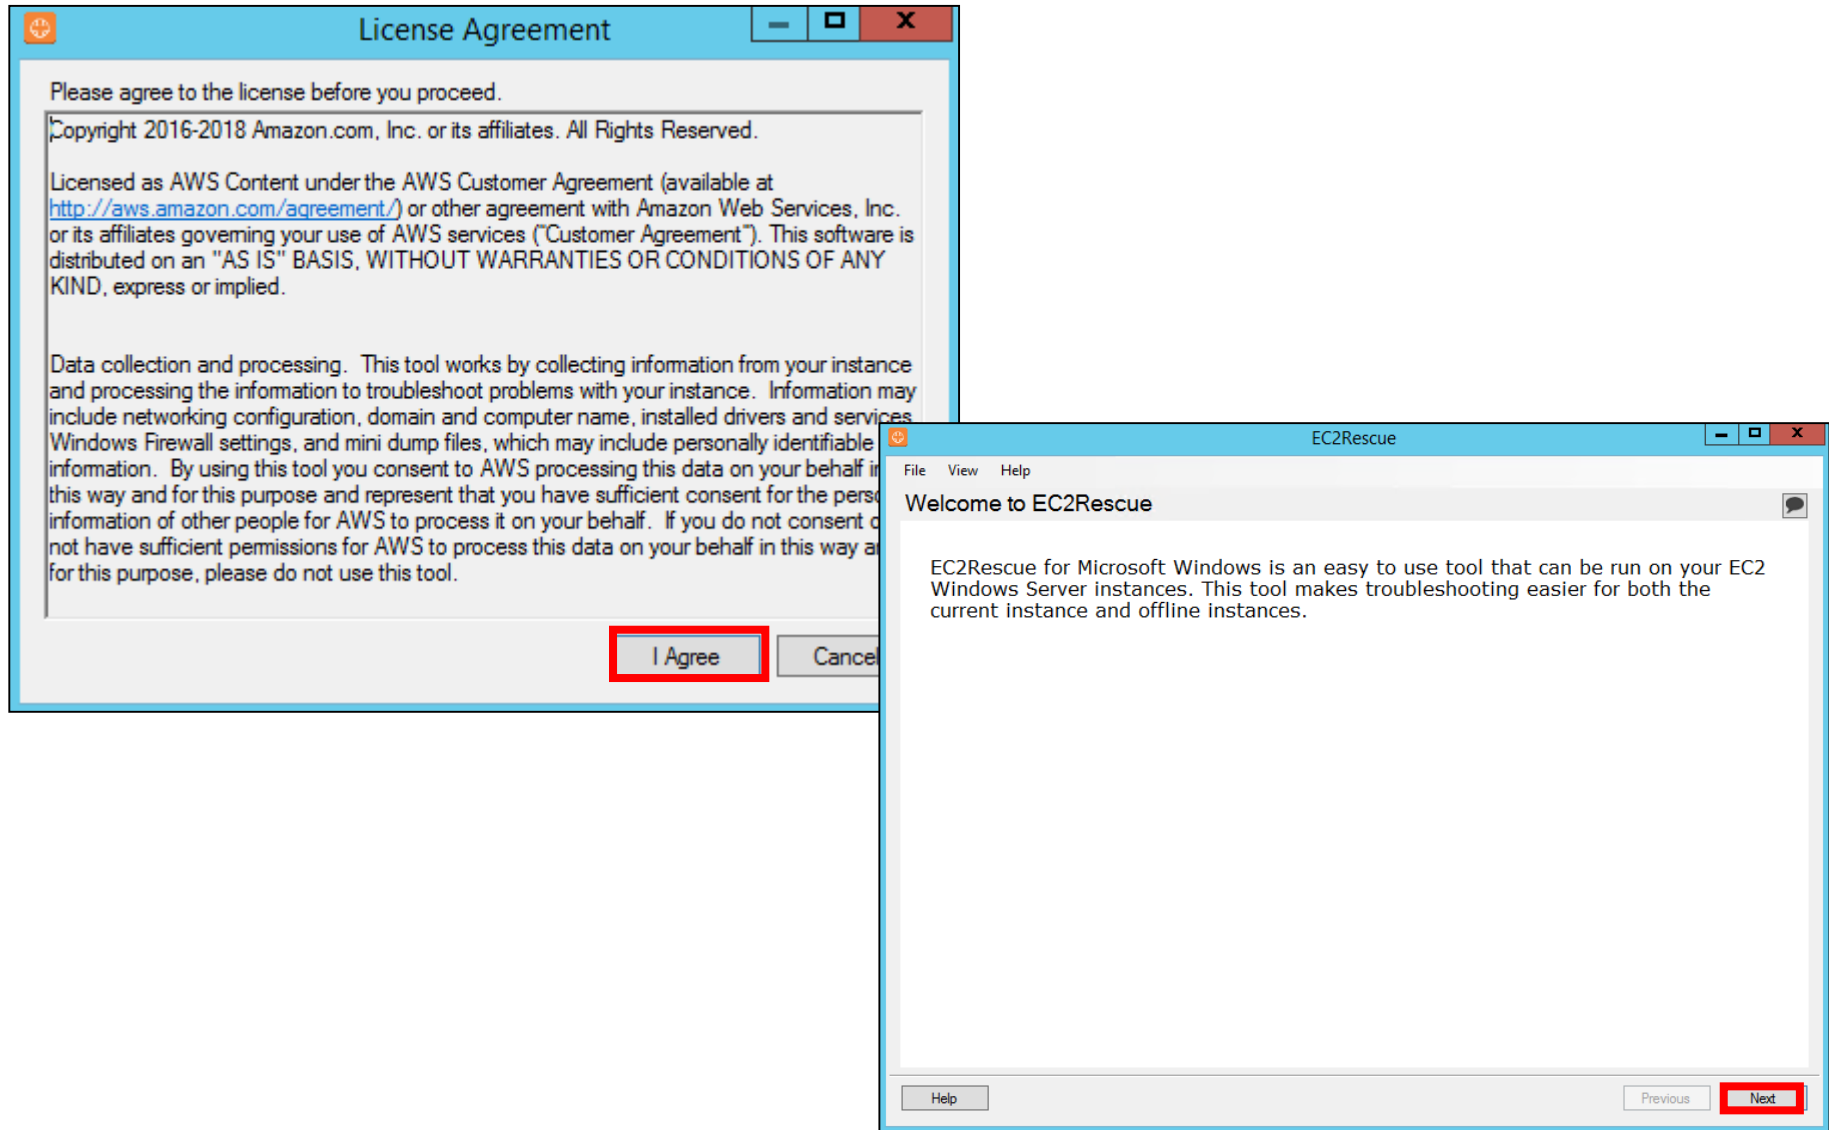 License Agreement
X
Please agree to the license before you proceed.
Copyright 2016-2018 Amazon.com, Inc. or its affiliates. All Rights Reserved.
Licensed as AWS Content under the AWS Customer Agreement (available at
http://aws.amazon.com/agreement/) or other agreement with Amazon Web Services, Inc.
or its affiliates governing your use of AWS services ("Customer Agreement"). This software is
distributed on an "AS IS" BASIS, WITHOUT WARRANTIES OR CONDITIONS OF ANY
KIND, express or implied.
Data collection and processing. This tool works by collecting information from your instance
and processing the information to troubleshoot problems with your instance. Information may
include networking configuration, domain and computer name, installed drivers and services
Windows Firewall settings, and mini dump files, which may include personally identifiable
information. By using this tool you consent to AWS processing this data on your behalf
this way and for this purpose and represent that you have sufficient consent for the
information of other people for AWS to process it on your behalf. If you do not consent
not have sufficient permissions for AWS to process this data on your behalf in this way
for this purpose, please do not use this tool.
I Agree
Cancel
EC2Rescue
X
File View Help
Welcome to EC2Rescue
EC2Rescue for Microsoft Windows is an easy to use tool that can be run on your EC2
Windows Server instances. This tool makes troubleshooting easier for both the
current instance and offline instances.
Help
Previous
Next